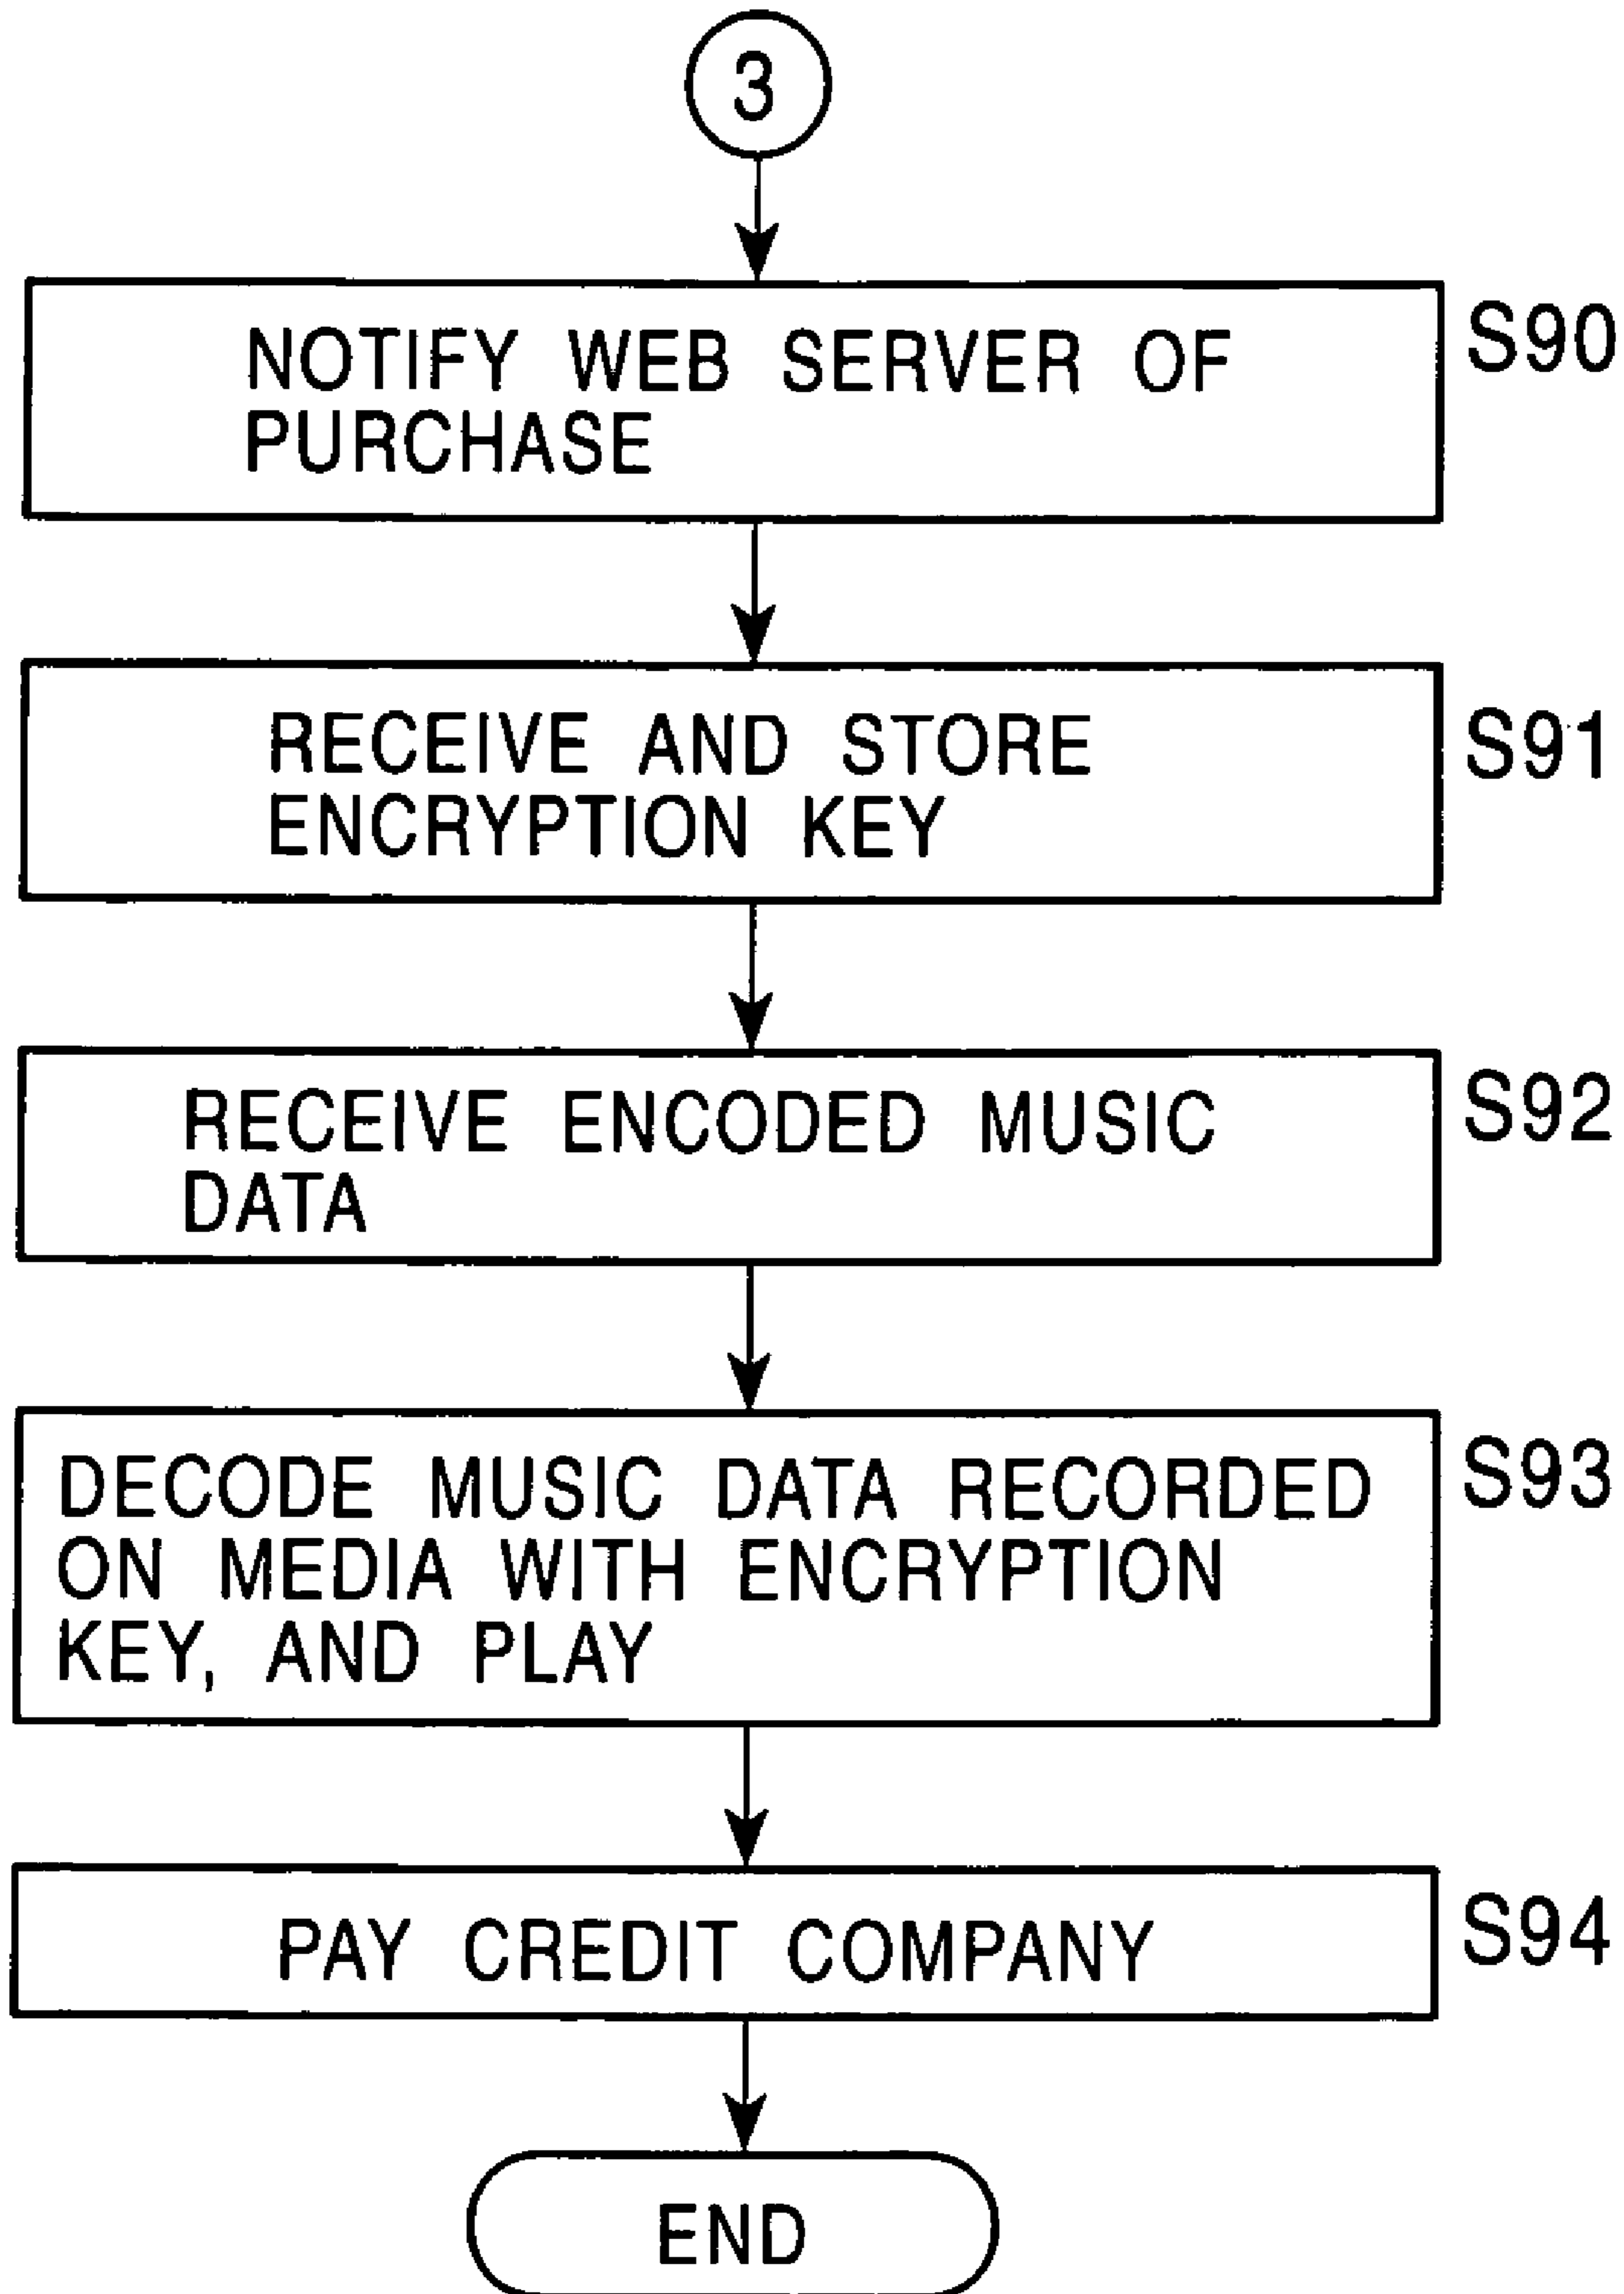 3
NOTIFY WEB SERVER OF
PURCHASE
S90
RECEIVE AND STORE
ENCRYPTION KEY
S91
RECEIVE ENCODED MUSIC
DATA
S92
DECODE MUSIC DATA RECORDED
ON MEDIA WITH ENCRYPTION
KEY, AND PLAY
S93
PAY CREDIT COMPANY
S94
END